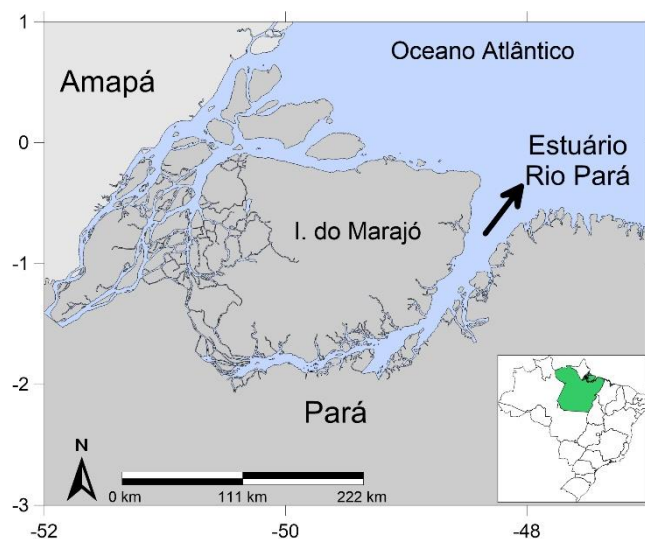 1
Oceano Atlântico
Amapá
0
Estuário
Rio Pará
I. do Marajó
-1
-2
Pará
N
0 km 111 km 222 km
-3
-52 -50 -48